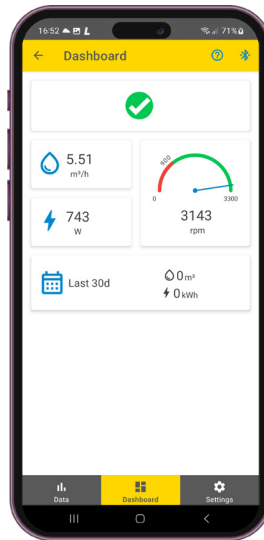 16:52 71%
Dashboard
5.51
m³/h
743
W
900
0 3300
3143
rpm
Last 30d
0 m³
0 kWh
Data Dashboard Settings